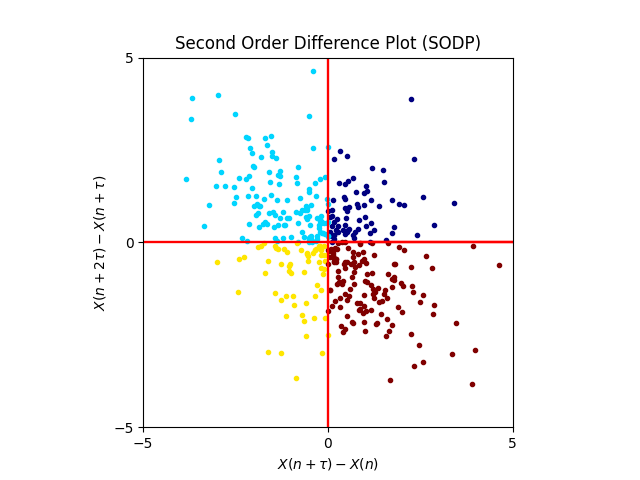 Second Order Difference Plot (SODP)
5
X(n + 2τ) − X(n + τ)
0
−5
−5 0 5
X(n + τ) − X(n)